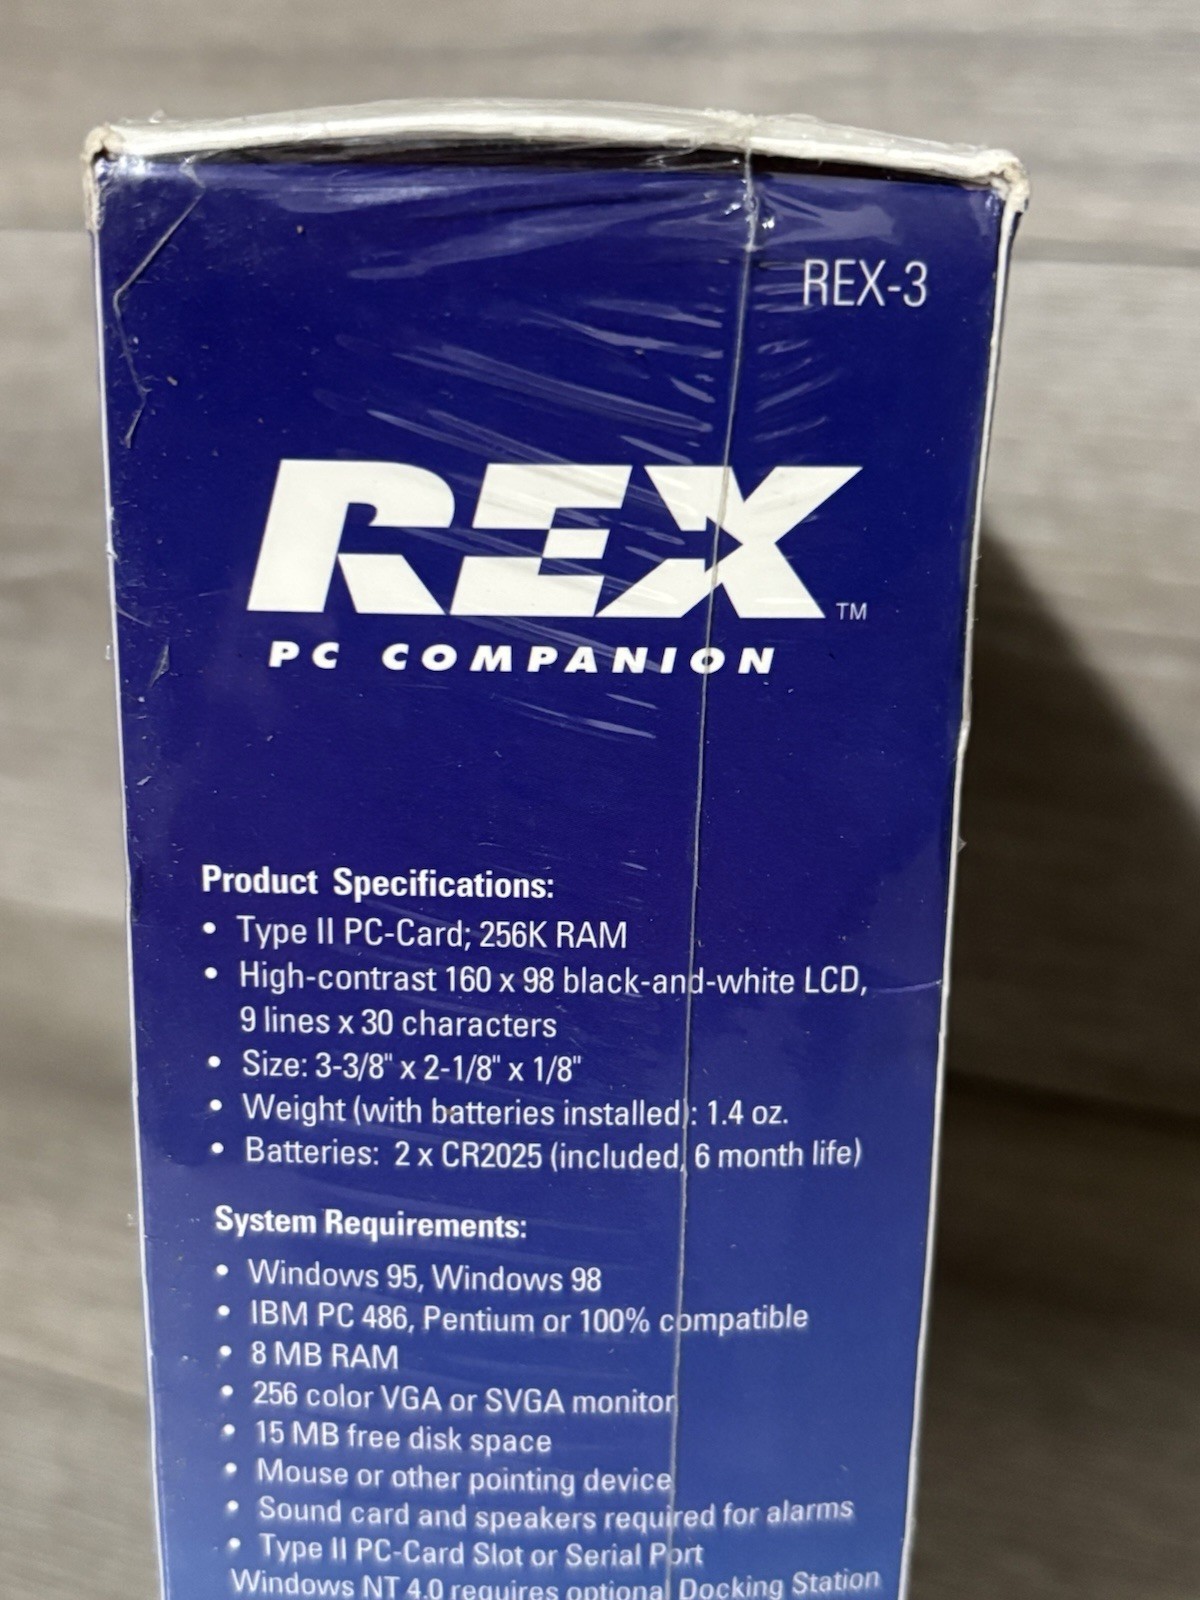 REX-3
REX™
PC COMPANION
Product Specifications:
• Type II PC-Card; 256K RAM
• High-contrast 160 x 98 black-and-white LCD,
9 lines x 30 characters
• Size: 3-3/8" x 2-1/8" x 1/8"
• Weight (with batteries installed): 1.4 oz.
• Batteries: 2 x CR2025 (included, 6 month life)
System Requirements:
• Windows 95, Windows 98
• IBM PC 486, Pentium or 100% compatible
• 8 MB RAM
• 256 color VGA or SVGA monitor
• 15 MB free disk space
• Mouse or other pointing device
• Sound card and speakers required for alarms
• Type II PC-Card Slot or Serial Port
Windows NT 4.0 requires optional Docking Station